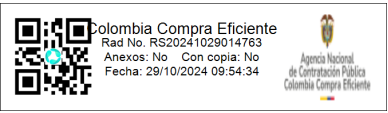 Colombia Compra Eficiente
Rad No. RS20241029014763
Anexos: No Con copia: No
Fecha: 29/10/2024 09:54:34
Agencia Nacional
de Contratación Pública
Colombia Compra Eficiente